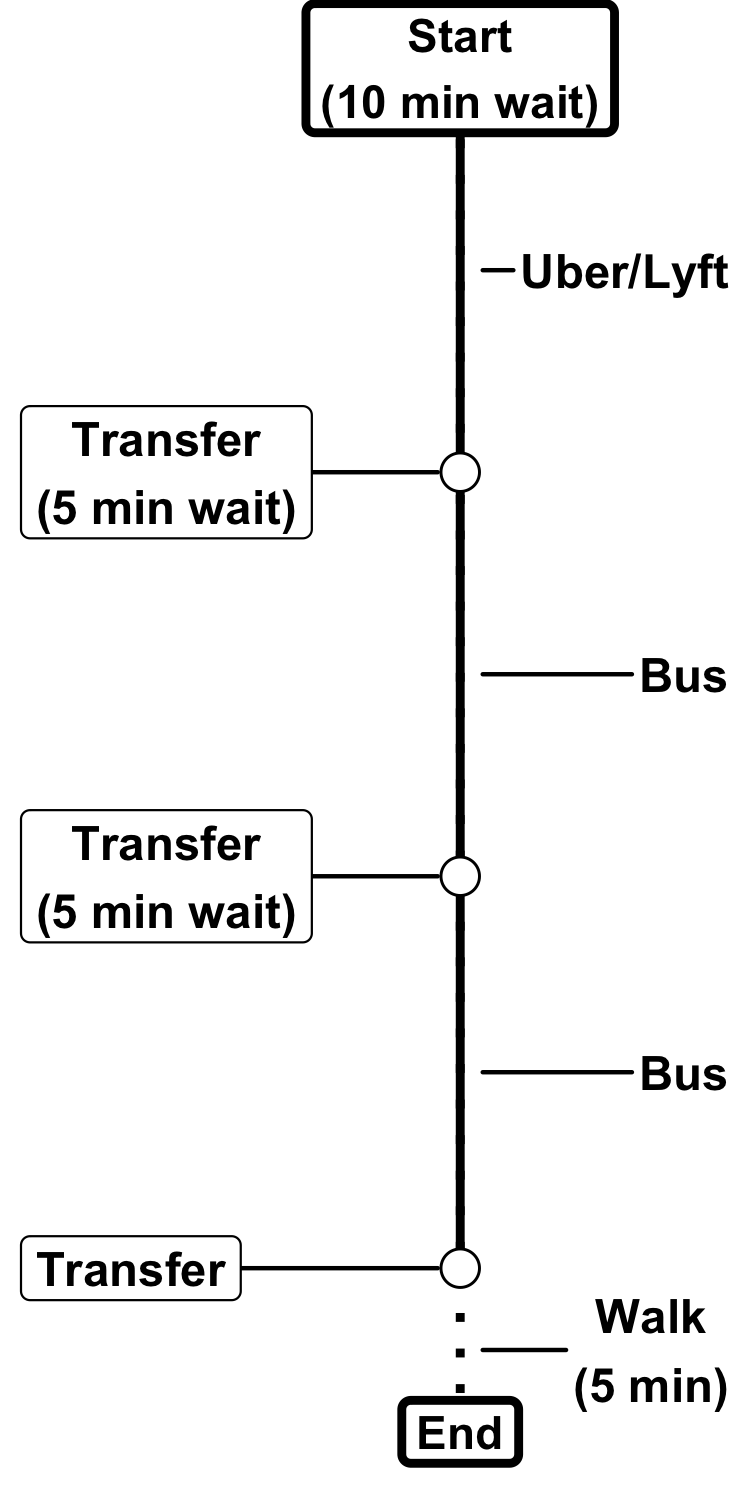 Start
(10 min wait)
Uber/Lyft
Transfer
(5 min wait)
Bus
Transfer
(5 min wait)
Bus
Transfer
Walk
(5 min)
End